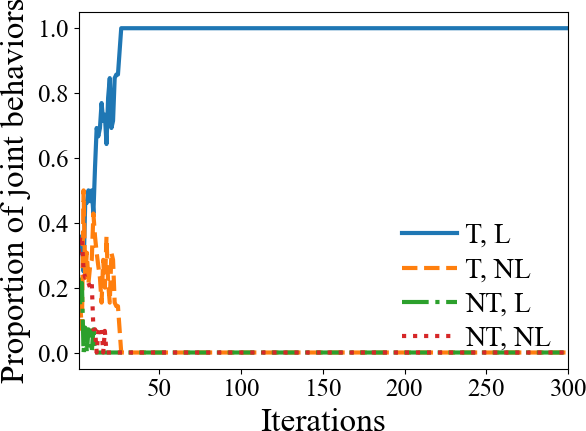 Proportion of joint behaviors
1.0
0.8
0.6
0.4
0.2
0.0
T, L
T, NL
NT, L
NT, NL
50 100 150 200 250 300
Iterations